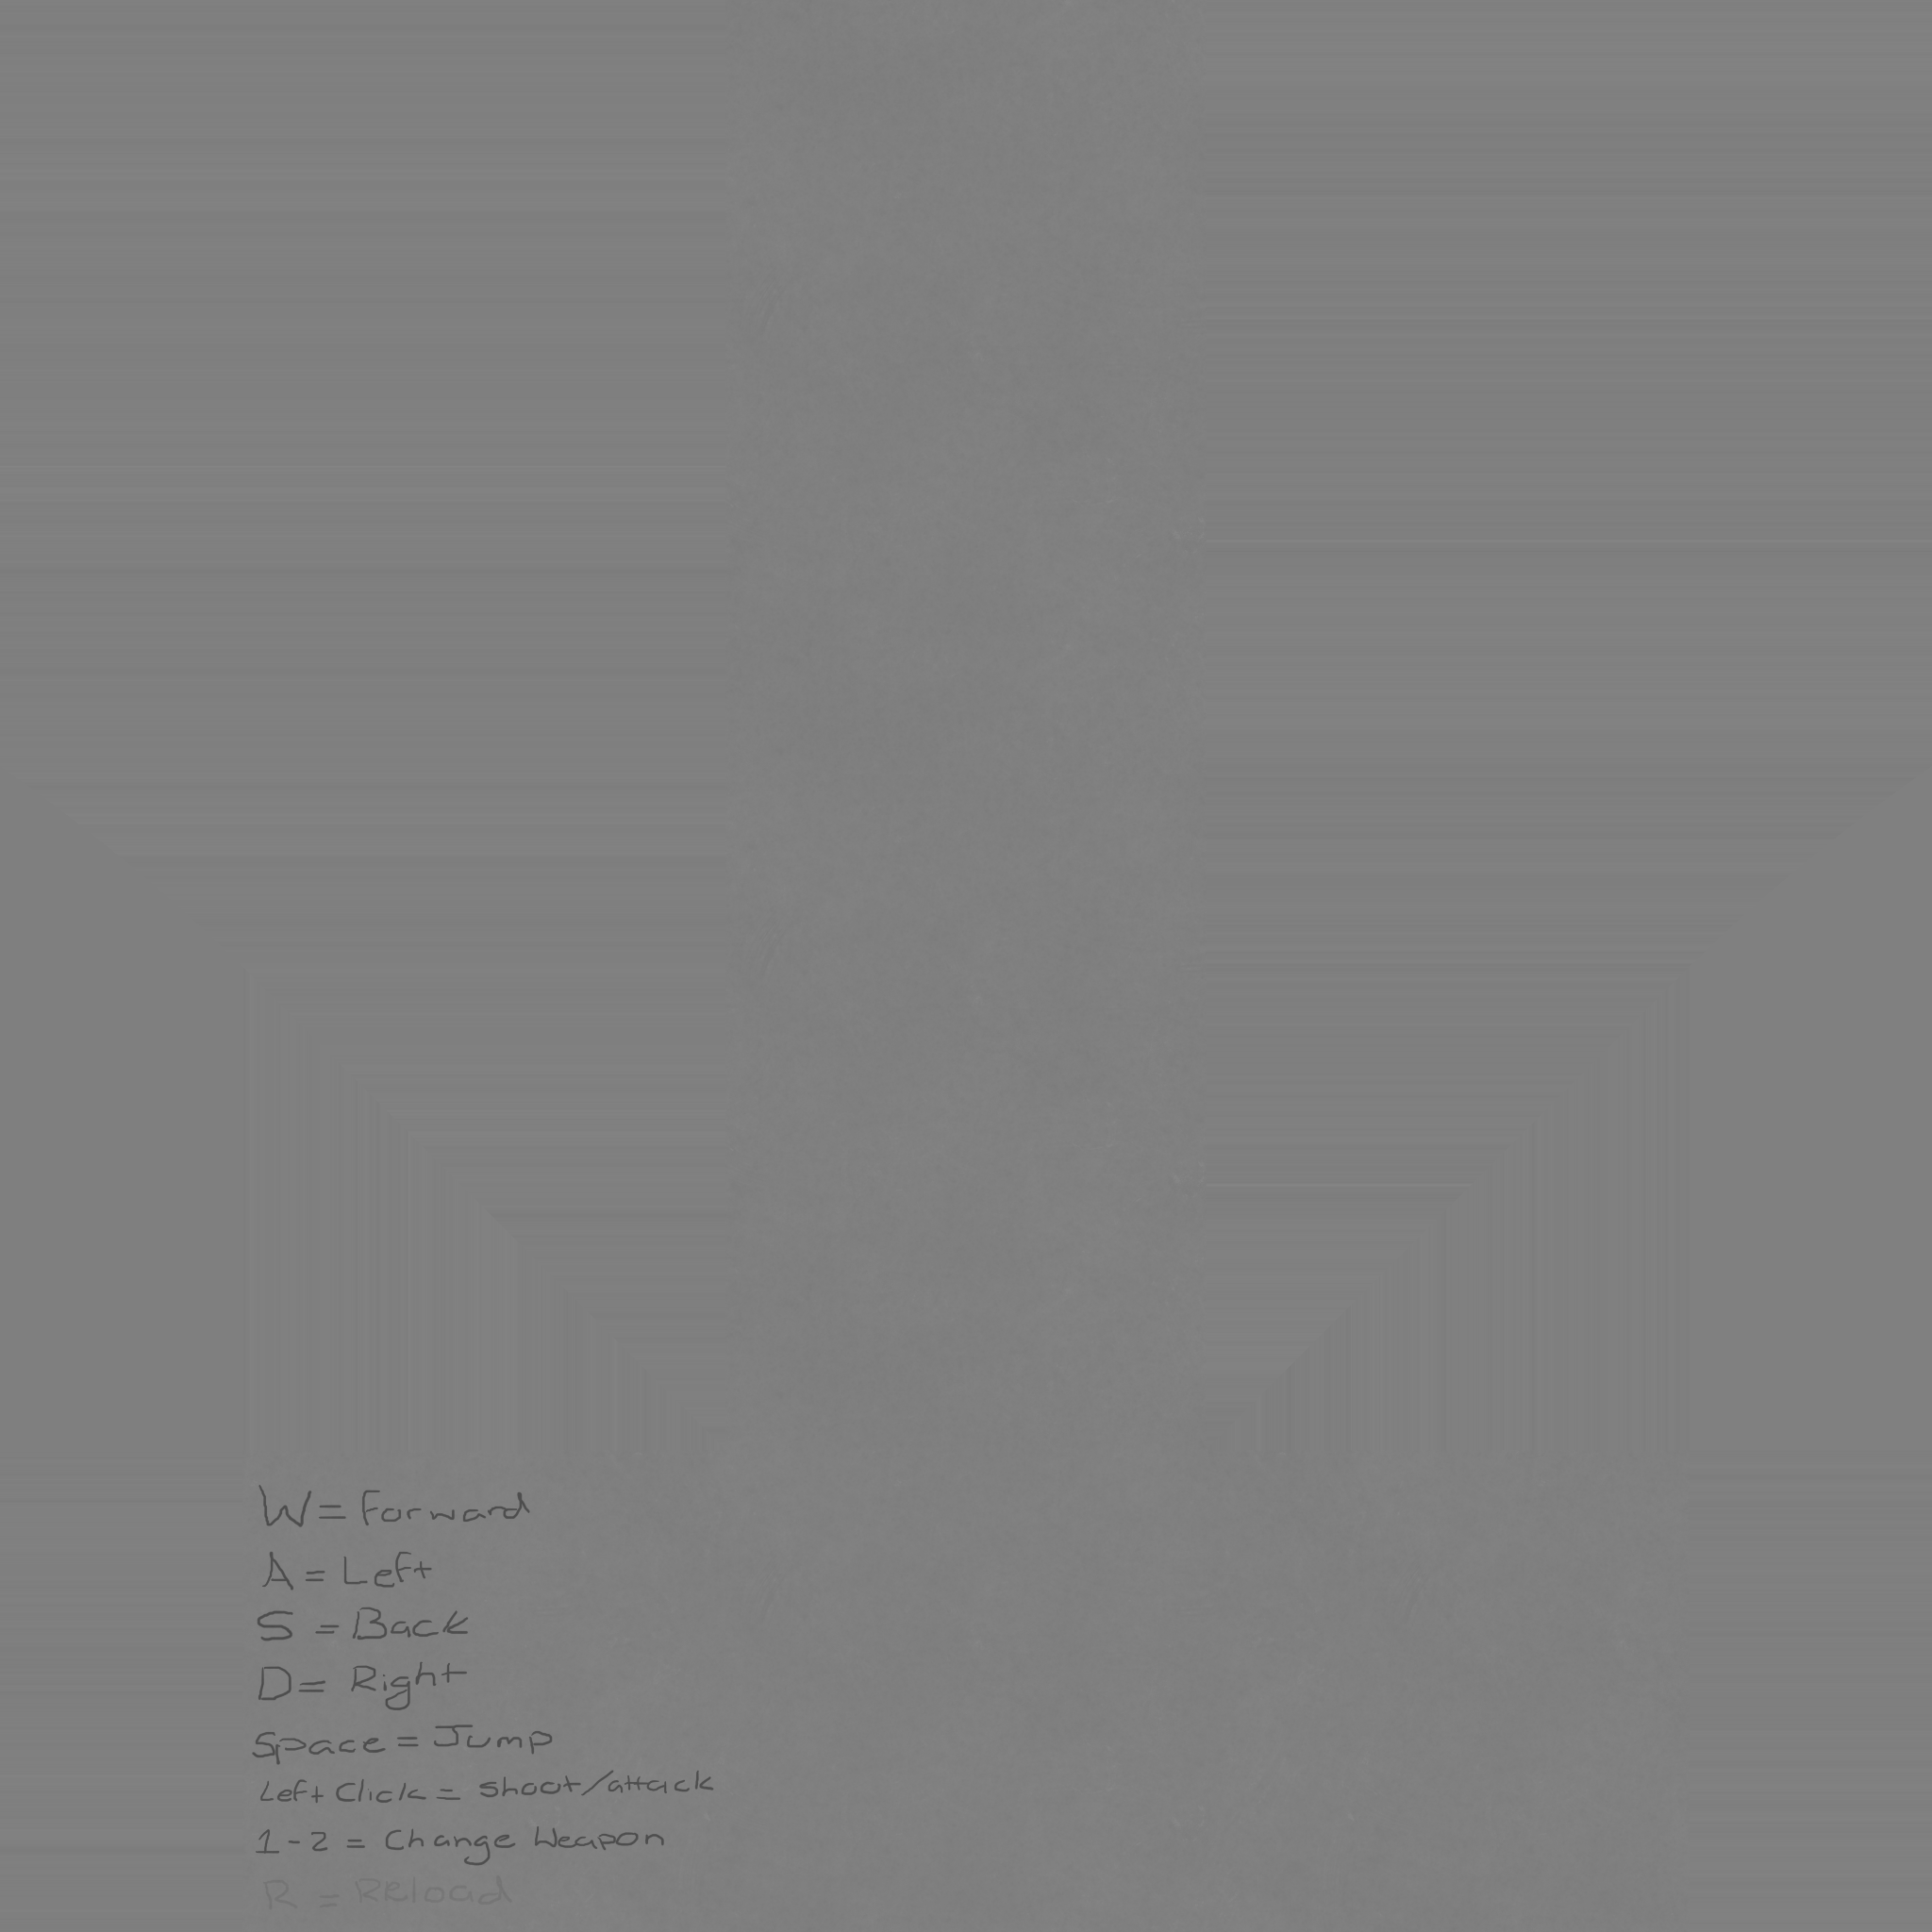 W = Forward
A = Left
S = Back
D = Right
Space = Jump
Left Click = shoot/attack
1-2 = Change Weapon
R = Reload